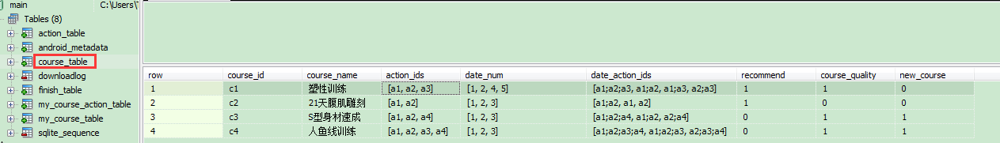 main C:\Users\T
Tables (8)
action_table
android_metadata
course_table
downloadlog
finish_table
my_course_action_table
my_course_table
sqlite_sequence
row course_id course_name action_ids date_num date_action_ids recommend course_quality new_course
1 c1 塑性训练 [a1, a2, a3] [1, 2, 4, 5] [a1;a2;a3, a1;a2, a1;a3, a2;a3] 1 1 0
2 c2 21天腹肌雕刻 [a1, a2] [1, 2, 3] [a1;a2, a1, a2] 1 0 0
3 c3 S型身材速成 [a1, a2, a4] [1, 2, 3] [a1;a2;a4, a1;a2, a2;a4] 0 1 1
4 c4 人鱼线训练 [a1, a2, a3, a4] [1, 2, 3] [a1;a2;a3;a4, a1;a2;a3, a2;a3;a4] 0 1 1